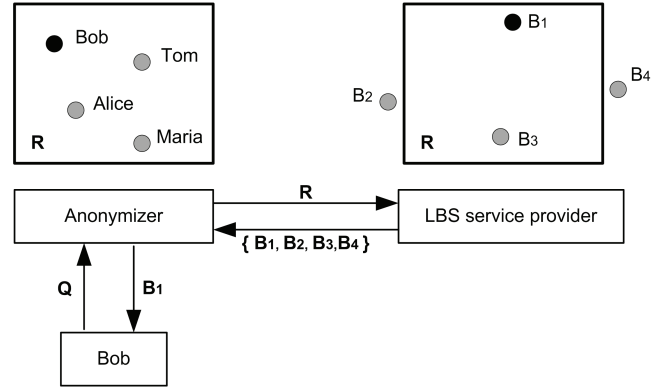 Bob
Tom
Alice
Maria
R
B1
B2
B3
B4
R
Anonymizer
R
LBS service provider
{ B1, B2, B3,B4 }
Q
B1
Bob